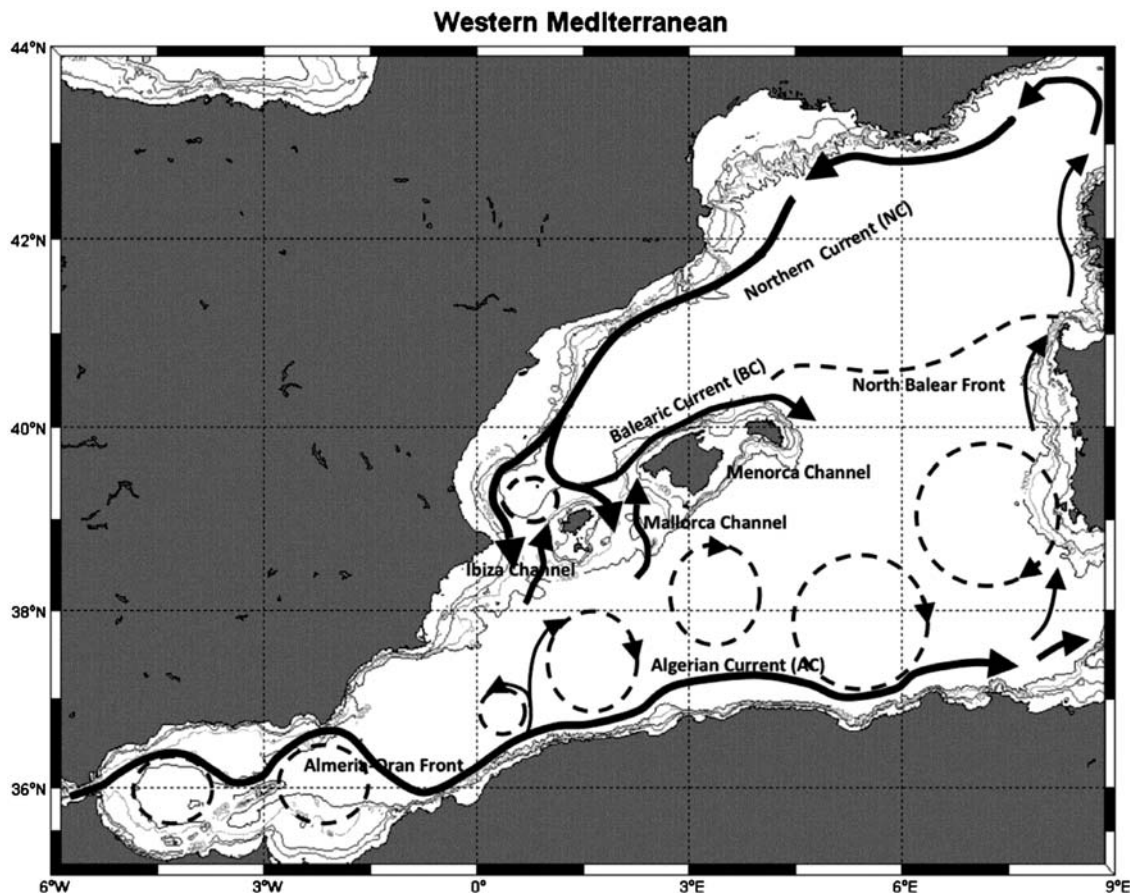 Western Mediterranean
44°N
42°N
40°N
38°N
36°N
Northern Current (NC)
Balearic Current (BC)
North Balear Front
Menorca Channel
Mallorca Channel
Ibiza Channel
Algerian Current (AC)
Almeria-Oran Front
6°W
3°W
0°
3°E
6°E
9°E